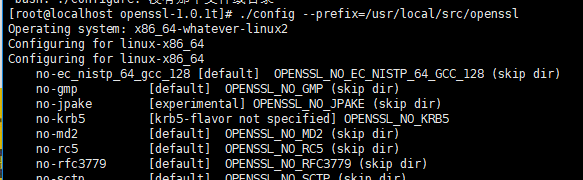 bash: ./configure: 没有那个文件或目录
[root@localhost openssl-1.0.1t]# ./config --prefix=/usr/local/src/openssl
Operating system: x86_64-whatever-linux2
Configuring for linux-x86_64
Configuring for linux-x86_64
no-ec_nistp_64_gcc_128 [default]  OPENSSL_NO_EC_NISTP_64_GCC_128 (skip dir)
no-gmp          [default]  OPENSSL_NO_GMP (skip dir)
no-jpake        [experimental] OPENSSL_NO_JPAKE (skip dir)
no-krb5         [krb5-flavor not specified] OPENSSL_NO_KRB5
no-md2          [default]  OPENSSL_NO_MD2 (skip dir)
no-rc5          [default]  OPENSSL_NO_RC5 (skip dir)
no-rfc3779      [default]  OPENSSL_NO_RFC3779 (skip dir)
no-sctp         [default]  OPENSSL_NO_SCTP (skip dir)